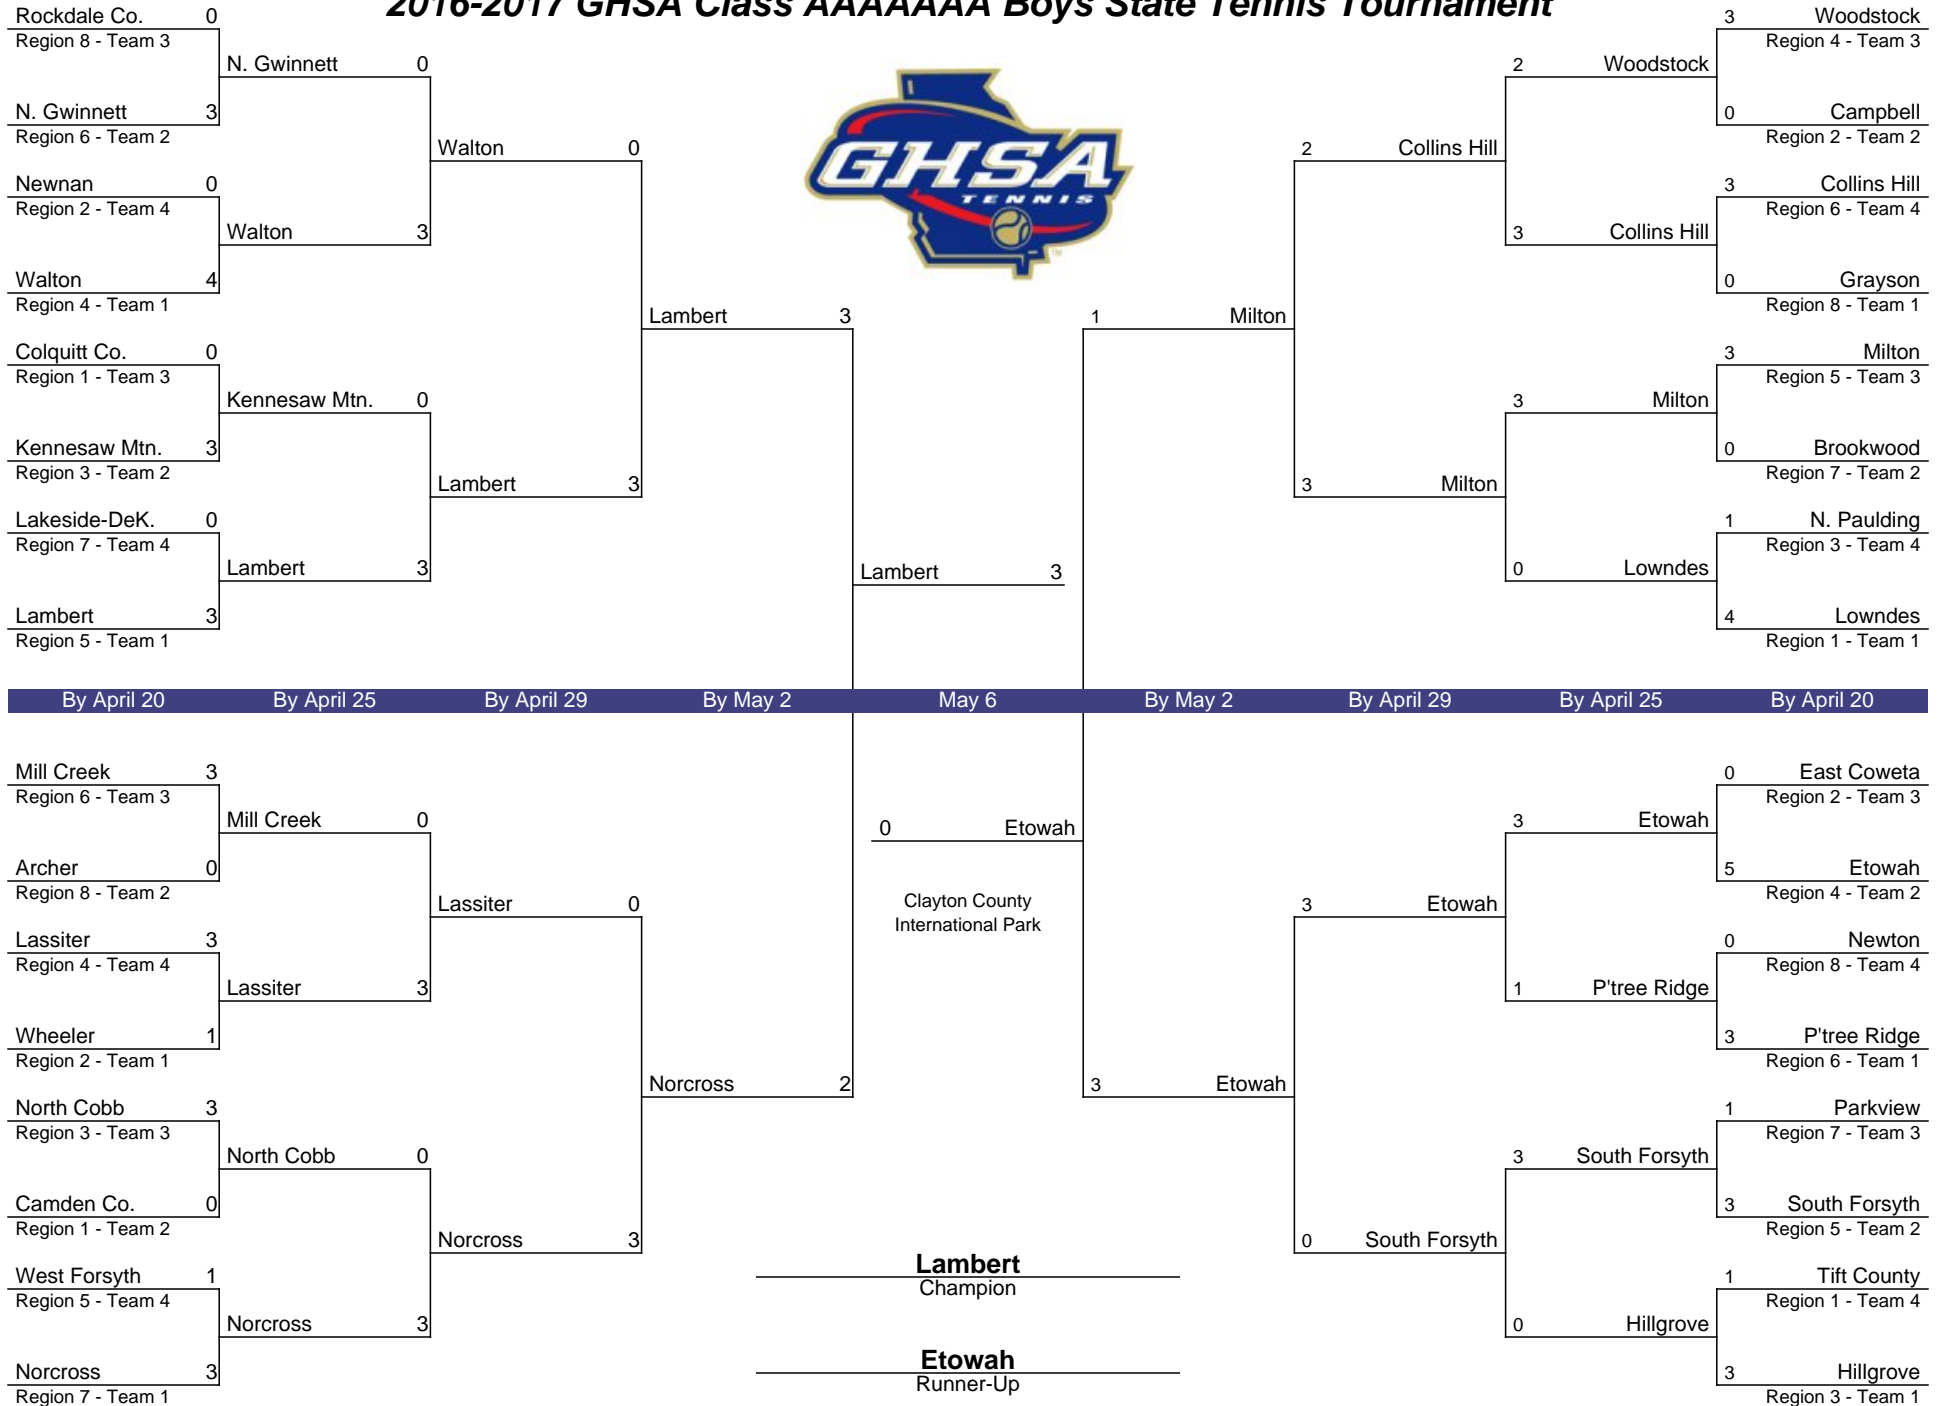 2016-2017 GHSA Class AAAAAAA Boys State Tennis Tournament
Rockdale Co. 0
Region 8 - Team 3
N. Gwinnett 0
N. Gwinnett 3
Region 6 - Team 2
Walton 0
Newnan 0
Region 2 - Team 4
Walton 3
Walton 4
Region 4 - Team 1
Lambert 3
Colquitt Co. 0
Region 1 - Team 3
Kennesaw Mtn. 0
Kennesaw Mtn. 3
Region 3 - Team 2
Lambert 3
Lakeside-DeK. 0
Region 7 - Team 4
Lambert 3
Lambert 3
Region 5 - Team 1
Lambert 3
GHSA
TENNIS
TM
3 Woodstock
Region 4 - Team 3
2 Woodstock
0 Campbell
Region 2 - Team 2
2 Collins Hill
3 Collins Hill
Region 6 - Team 4
3 Collins Hill
0 Grayson
Region 8 - Team 1
1 Milton
3 Milton
Region 5 - Team 3
3 Milton
0 Brookwood
Region 7 - Team 2
3 Milton
1 N. Paulding
Region 3 - Team 4
0 Lowndes
4 Lowndes
Region 1 - Team 1
By April 20 By April 25 By April 29 By May 2 May 6 By May 2 By April 29 By April 25 By April 20
Mill Creek 3
Region 6 - Team 3
Mill Creek 0
Archer 0
Region 8 - Team 2
Lassiter 0
Lassiter 3
Region 4 - Team 4
Lassiter 3
Wheeler 1
Region 2 - Team 1
Norcross 2
North Cobb 3
Region 3 - Team 3
North Cobb 0
Camden Co. 0
Region 1 - Team 2
Norcross 3
West Forsyth 1
Region 5 - Team 4
Norcross 3
Norcross 3
Region 7 - Team 1
0 Etowah
Clayton County
International Park
Lambert
Champion
Etowah
Runner-Up
0 East Coweta
Region 2 - Team 3
3 Etowah
5 Etowah
Region 4 - Team 2
3 Etowah
0 Newton
Region 8 - Team 4
1 P'tree Ridge
3 P'tree Ridge
Region 6 - Team 1
3 Etowah
1 Parkview
Region 7 - Team 3
3 South Forsyth
3 South Forsyth
Region 5 - Team 2
0 South Forsyth
1 Tift County
Region 1 - Team 4
0 Hillgrove
3 Hillgrove
Region 3 - Team 1